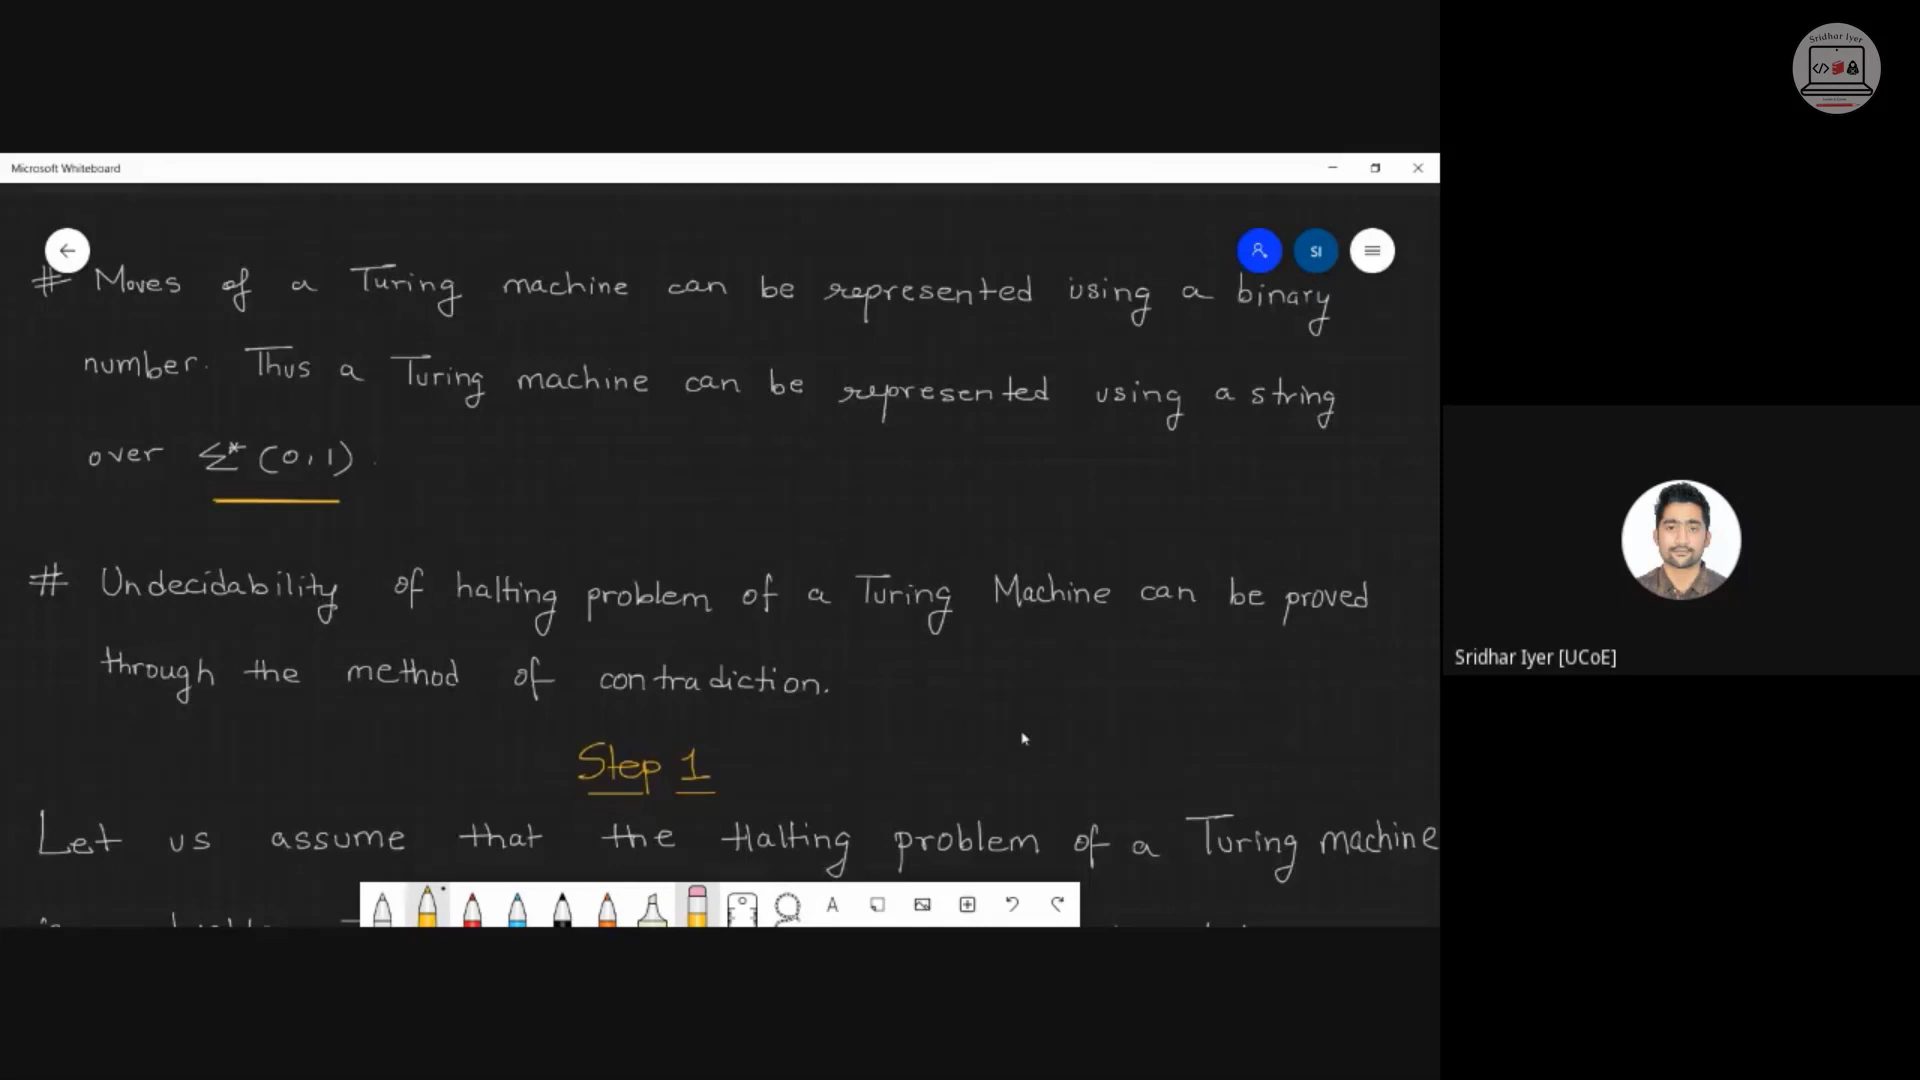 Sridhar Iyer
Microsoft Whiteboard
SI
# Moves of a Turing machine can be represented using a binary
number. Thus a Turing machine can be represented using a string
over Σ* (0,1).
# Undecidability of halting problem of a Turing Machine can be proved
through the method of contradiction.
Sridhar Iyer [UCoE]
Step 1
Let us assume that the Halting problem of a Turing machine
A